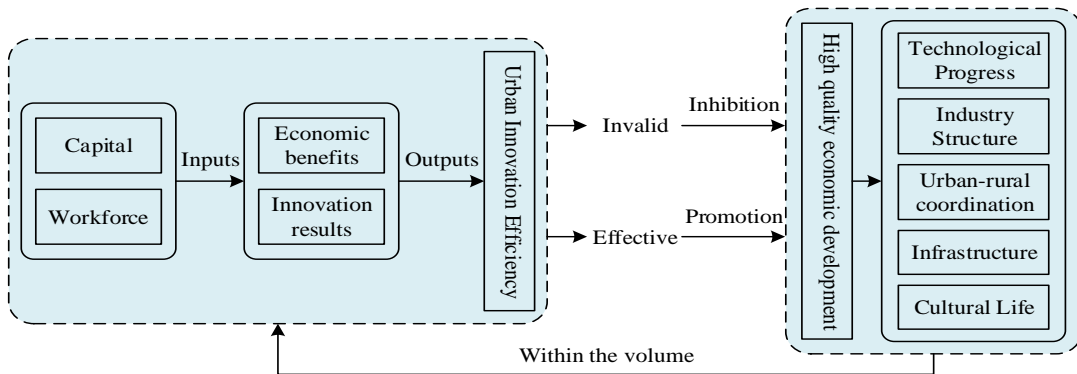 Capital
Workforce
Inputs
Economic
benefits
Innovation
results
Outputs
Urban Innovation Efficiency
Invalid
Effective
Inhibition
Promotion
High quality economic development
Technological
Progress
Industry
Structure
Urban-rural
coordination
Infrastructure
Cultural Life
Within the volume